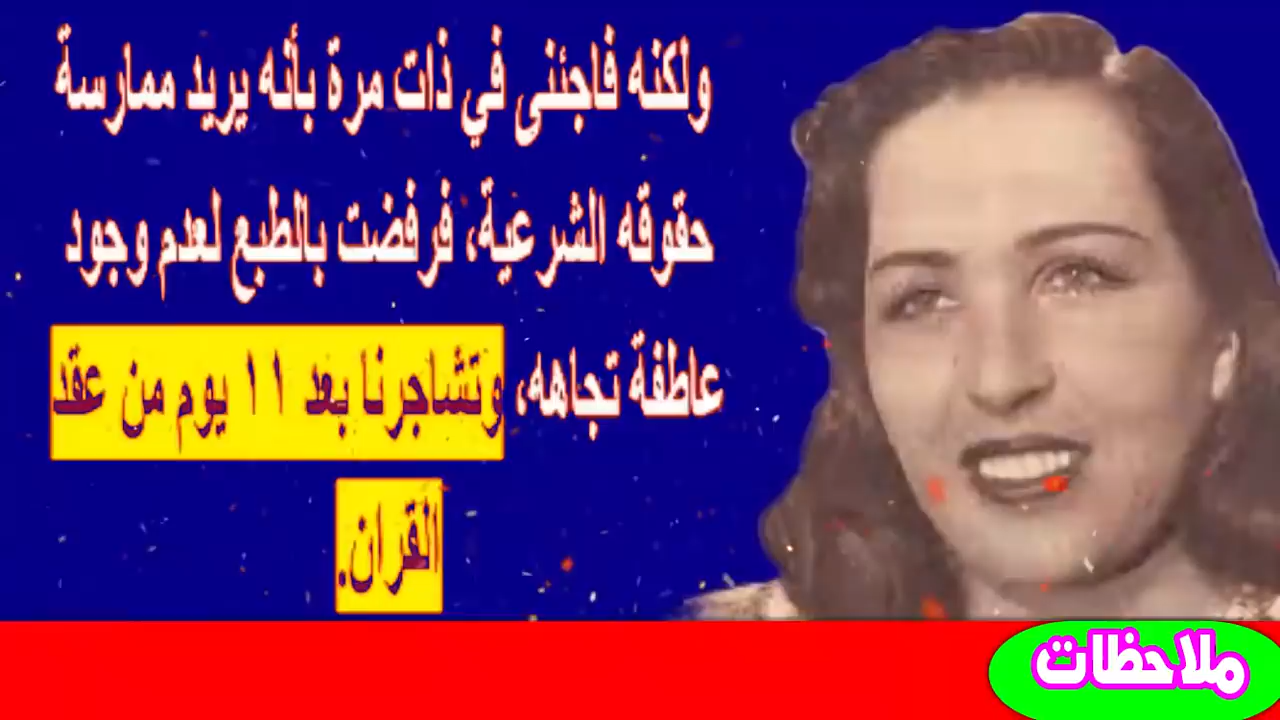 ولكنه فاجئنى في ذات مرة بأنه يريد ممارسة
حقوقه الشرعية، فرفضت بالطبع لعدم وجود
عاطفة تجاهه، وتشاجرنا بعد ١١ يوم من عقد
القران.
ملاحظات